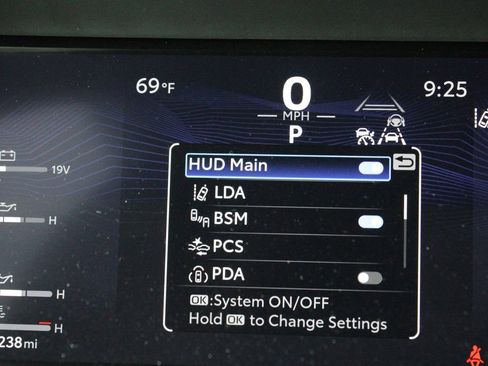 69°F
0
MPH
P
9:25
19V
H
H
H
238mi
HUD Main
LDA
BSM
PCS
PDA
OK:System ON/OFF
Hold OK to Change Settings